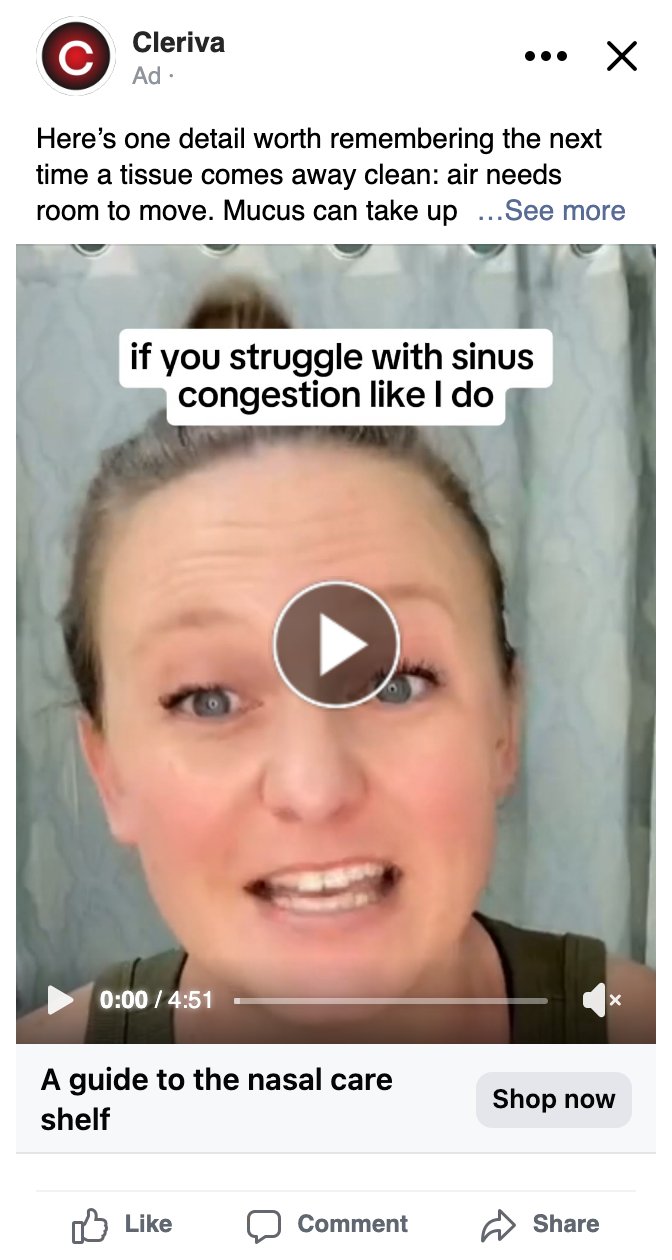 C
Cleriva
Ad ·
Here’s one detail worth remembering the next
time a tissue comes away clean: air needs
room to move. Mucus can take up ...See more
if you struggle with sinus
congestion like I do
0:00 / 4:51
A guide to the nasal care
shelf
Shop now
Like
Comment
Share